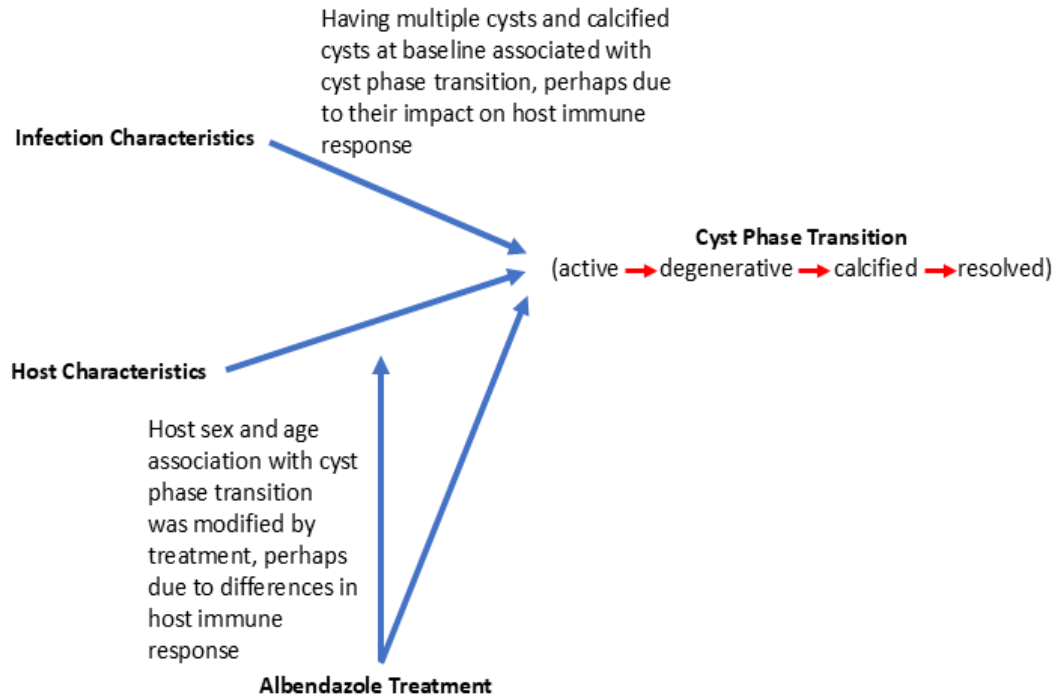 Having multiple cysts and calcified
cysts at baseline associated with
cyst phase transition, perhaps due
to their impact on host immune
response
Infection Characteristics
Cyst Phase Transition
(active degenerative calcified resolved)
Host Characteristics
Host sex and age
association with cyst
phase transition
was modified by
treatment, perhaps
due to differences in
host immune
response
Albendazole Treatment